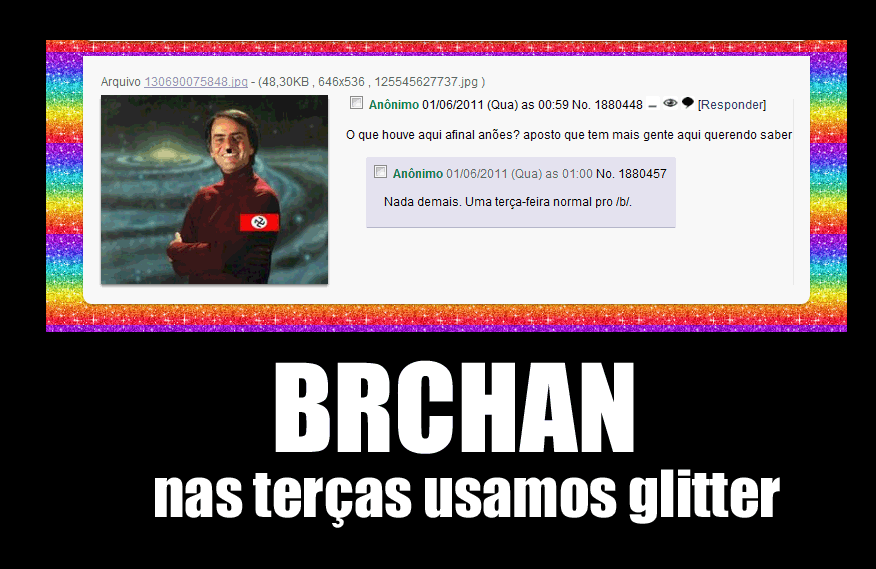 Arquivo 130690075848.jpg - (48,30KB , 646x536 , 125545627737.jpg )
Anônimo 01/06/2011 (Qua) as 00:59 No. 1880448 [Responder]
O que houve aqui afinal anões? aposto que tem mais gente aqui querendo saber
Anônimo 01/06/2011 (Qua) as 01:00 No. 1880457
Nada demais. Uma terça-feira normal pro /b/.
BRCHAN
nas terças usamos glitter